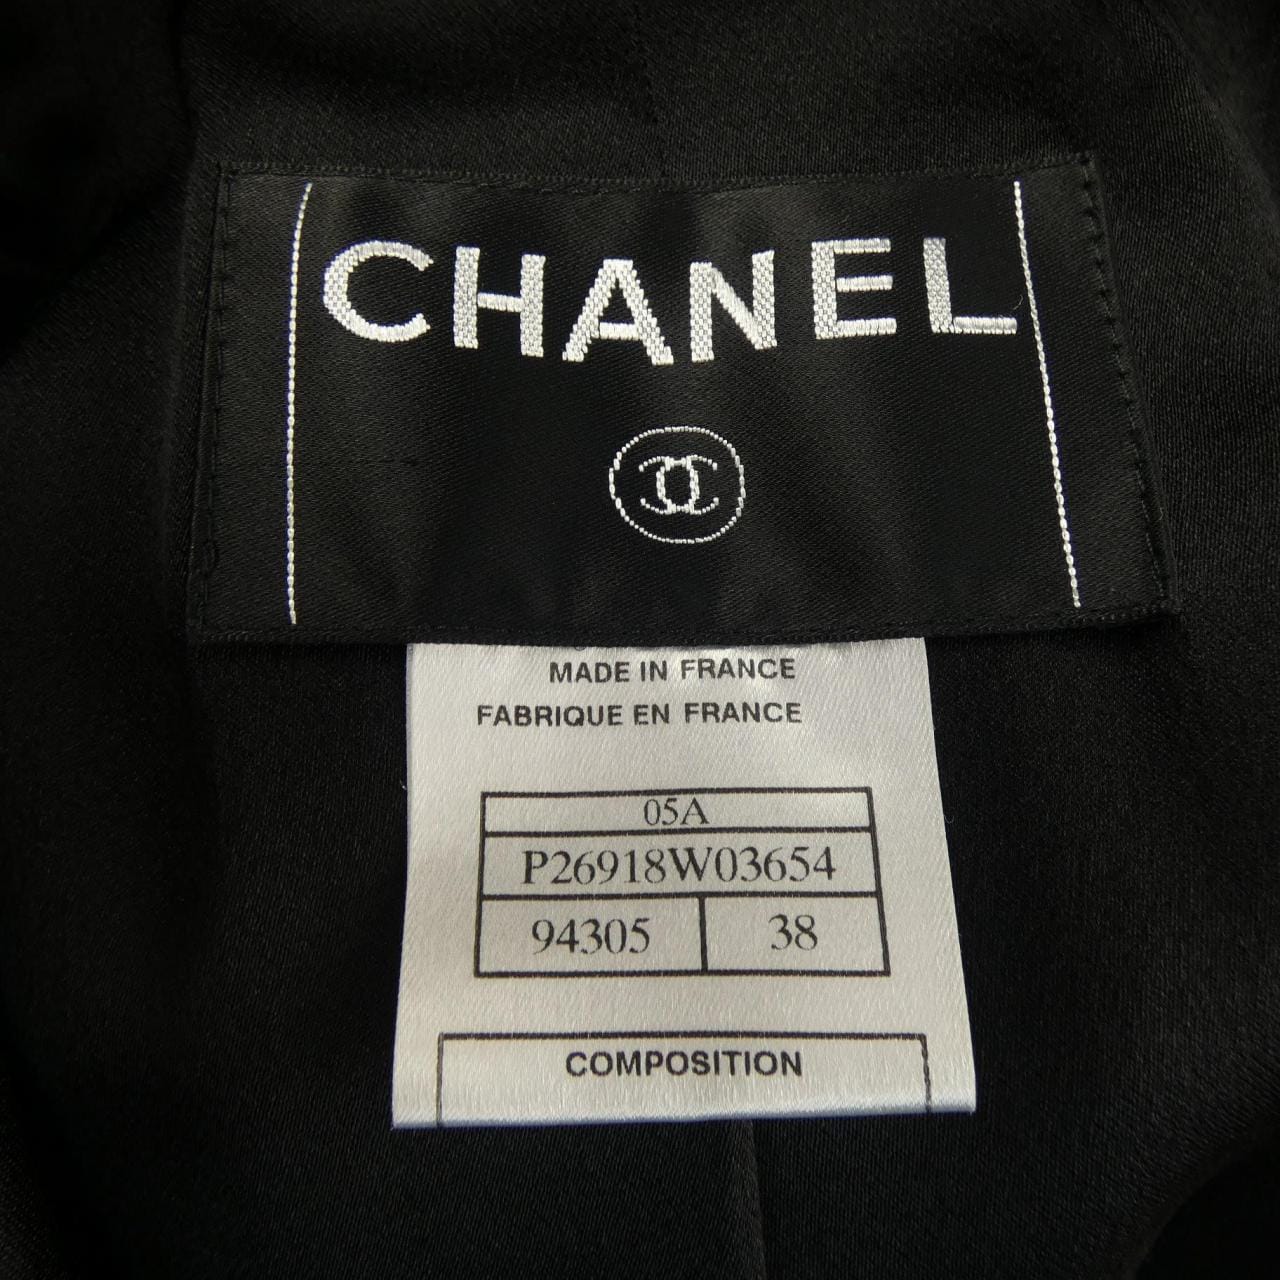 CHANEL
MADE IN FRANCE
FABRIQUE EN FRANCE
05A
P26918W03654
94305 38
COMPOSITION